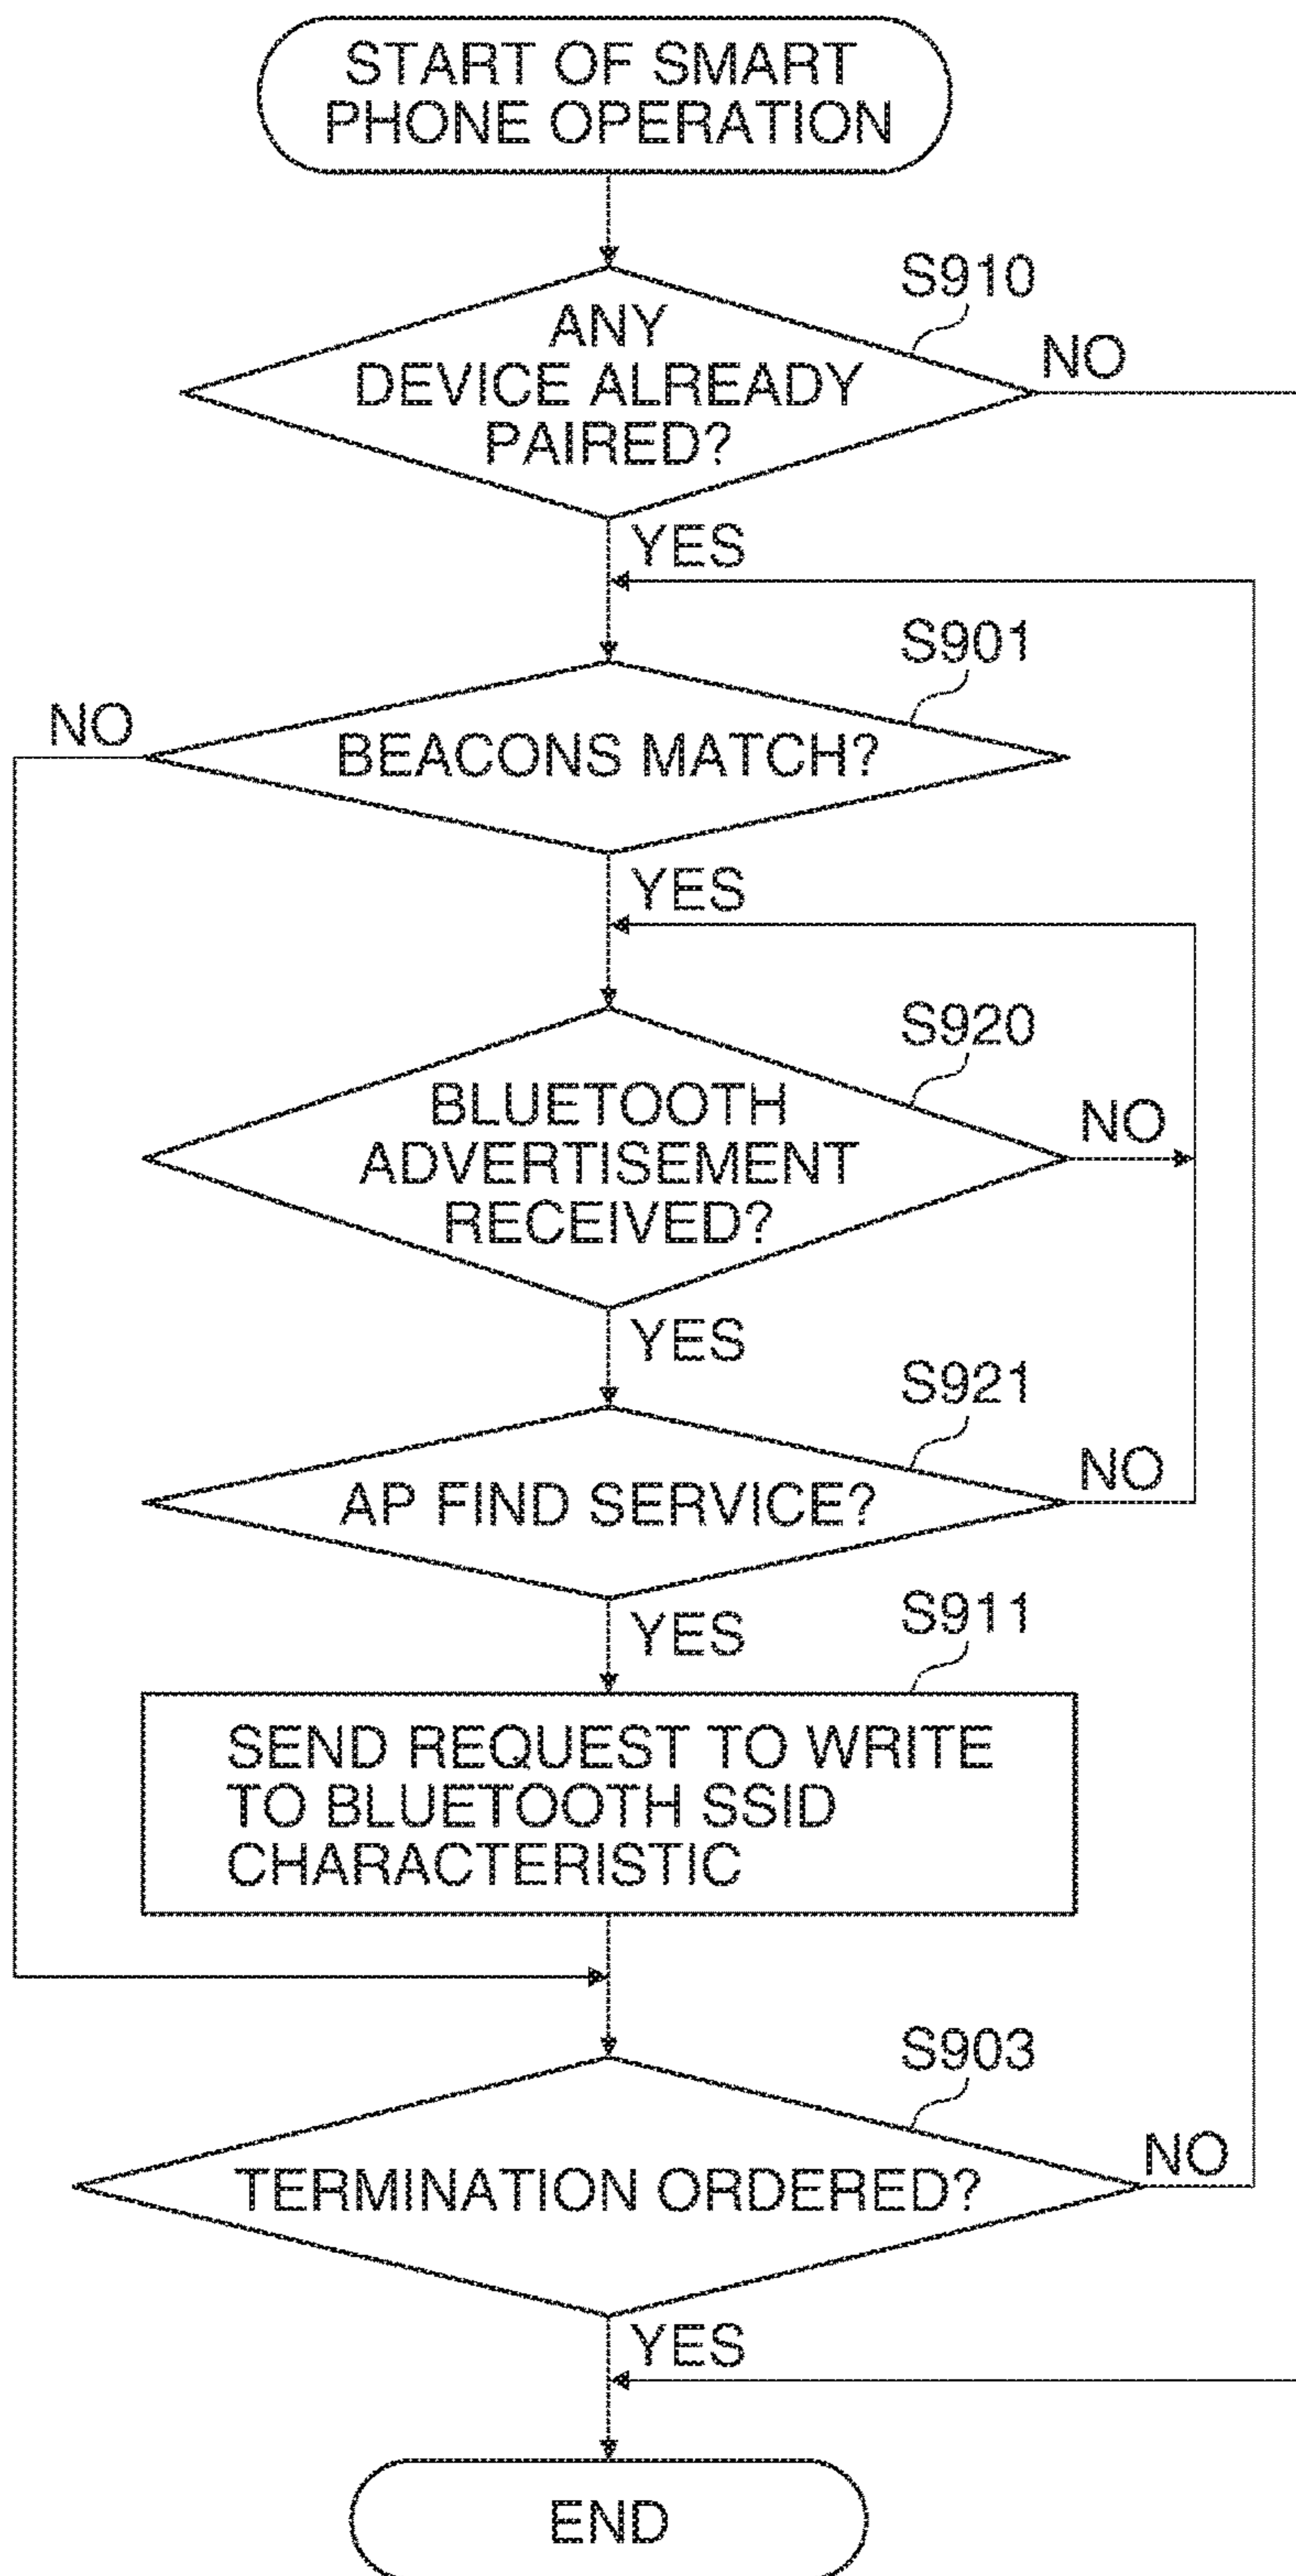 START OF SMART
PHONE OPERATION
S910
ANY
DEVICE ALREADY
PAIRED?
NO
YES
S901
NO
BEACONS MATCH?
YES
S920
BLUETOOTH
ADVERTISEMENT
RECEIVED?
NO
YES
S921
AP FIND SERVICE?
NO
YES
S911
SEND REQUEST TO WRITE
TO BLUETOOTH SSID
CHARACTERISTIC
S903
TERMINATION ORDERED?
NO
YES
END